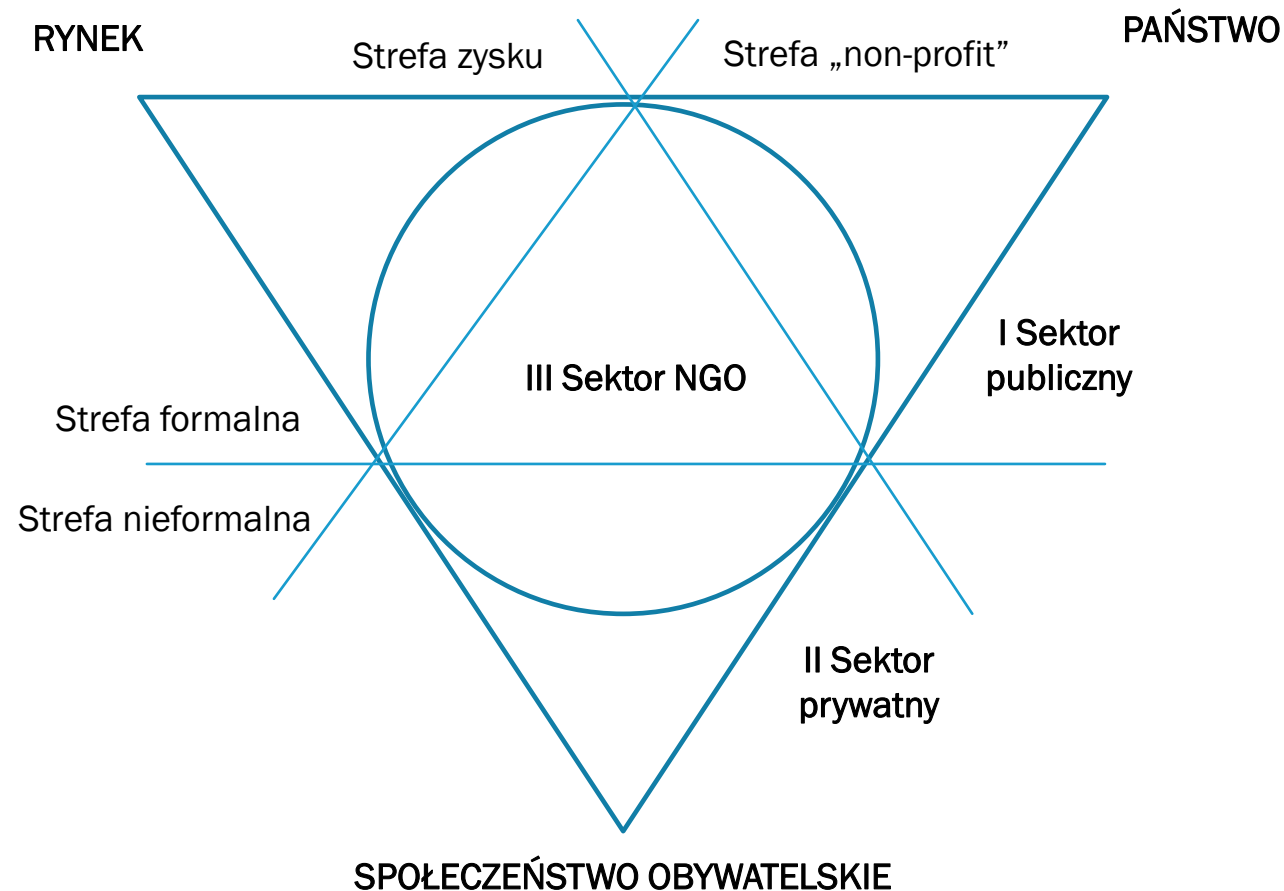 RYNEK
PAŃSTWO
Strefa zysku
Strefa „non-profit”
I Sektor
publiczny
III Sektor NGO
Strefa formalna
Strefa nieformalna
II Sektor
prywatny
SPOŁECZEŃSTWO OBYWATELSKIE